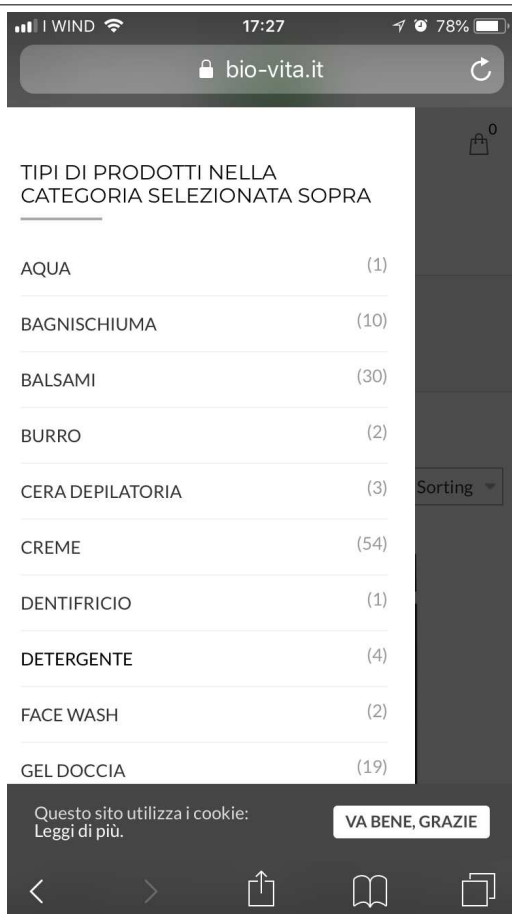 I WIND 17:27 78%
bio-vita.it
0
TIPI DI PRODOTTI NELLA
CATEGORIA SELEZIONATA SOPRA
AQUA (1)
BAGNISCHIUMA (10)
BALSAMI (30)
BURRO (2)
CERA DEPILATORIA (3)
Sorting
CREME (54)
DENTIFRICIO (1)
DETERGENTE (4)
FACE WASH (2)
GEL DOCCIA (19)
Questo sito utilizza i cookie:
Leggi di più.
VA BENE, GRAZIE